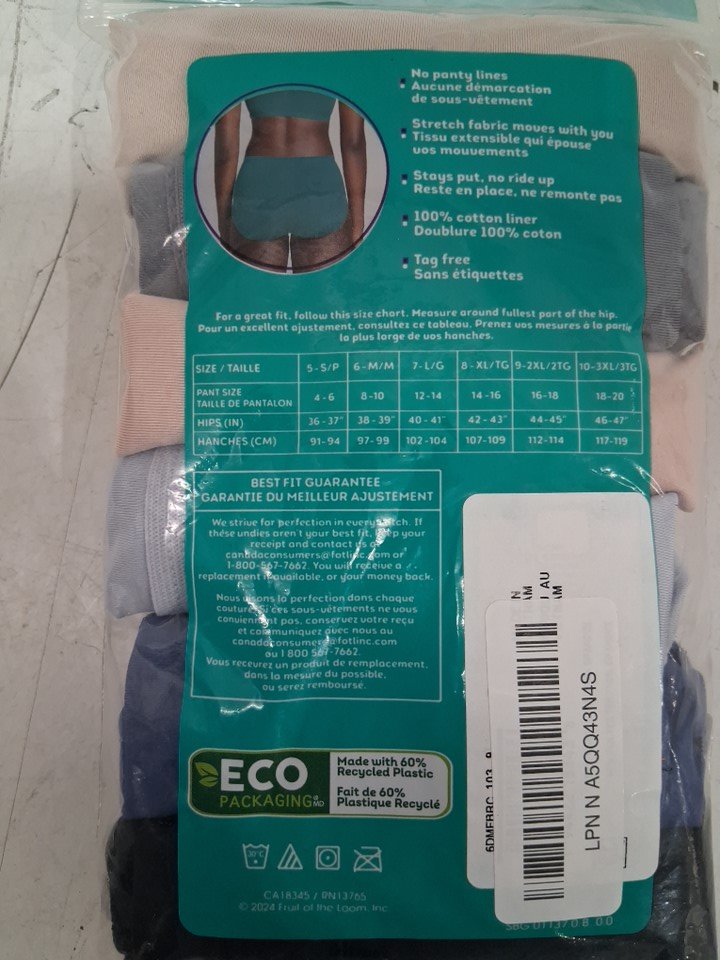 No panty lines
Aucune démarcation
de sous-vêtement
Stretch fabric moves with you
Tissu extensible qui épouse
vos mouvements
Stays put, no ride up
Reste en place, ne remonte pas
100% cotton liner
Doublure 100% coton
Tag free
Sans étiquettes
For a great fit, follow this size chart. Measure around fullest part of the hip.
Pour un excellent ajustement, consultez ce tableau. Prenez vos mesures à la partie
la plus large de vos hanches.
SIZE / TAILLE 5 - S/P 6 - M/M 7 - L/G 8 - XL/TG 9-2XL/2TG 10-3XL/3TG
PANT SIZE
TAILLE DE PANTALON 4 - 6 8-10 12-14 14 -16 16-18 18-20
HIPS (IN) 36 - 37" 38 - 39" 40 - 41" 42 - 43" 44-45" 46-47"
HANCHES (CM) 91-94 97-99 102-104 107-109 112-114 117-119
BEST FIT GUARANTEE
GARANTIE DU MEILLEUR AJUSTEMENT
We strive for perfection in every If
these undies aren't your best fit, keep your
receipt and contact us
canadaconsumers@fotlinc.com or
1-800-567-7662. You will receive a
replacement if available, or your money back.
Nous visons la perfection dans chaque
couture si ces sous-vêtements ne vous
conviennent pas, conservez votre reçu
et communiquez avec nous au
canadaconsumers@fotlinc.com
ou 1 800 567-7662.
Vous recevrez un produit de remplacement,
dans la mesure du possible,
ou serez remboursé.
ECO
PACKAGING MD
Made with 60%
Recycled Plastic
Fait de 60%
Plastique Recyclé
30°C
CA18345 / RN13765
© 2024 Fruit of the Loom, Inc.
LPN N A5QQ43N4S
6DMFBRC 103
AU
AM